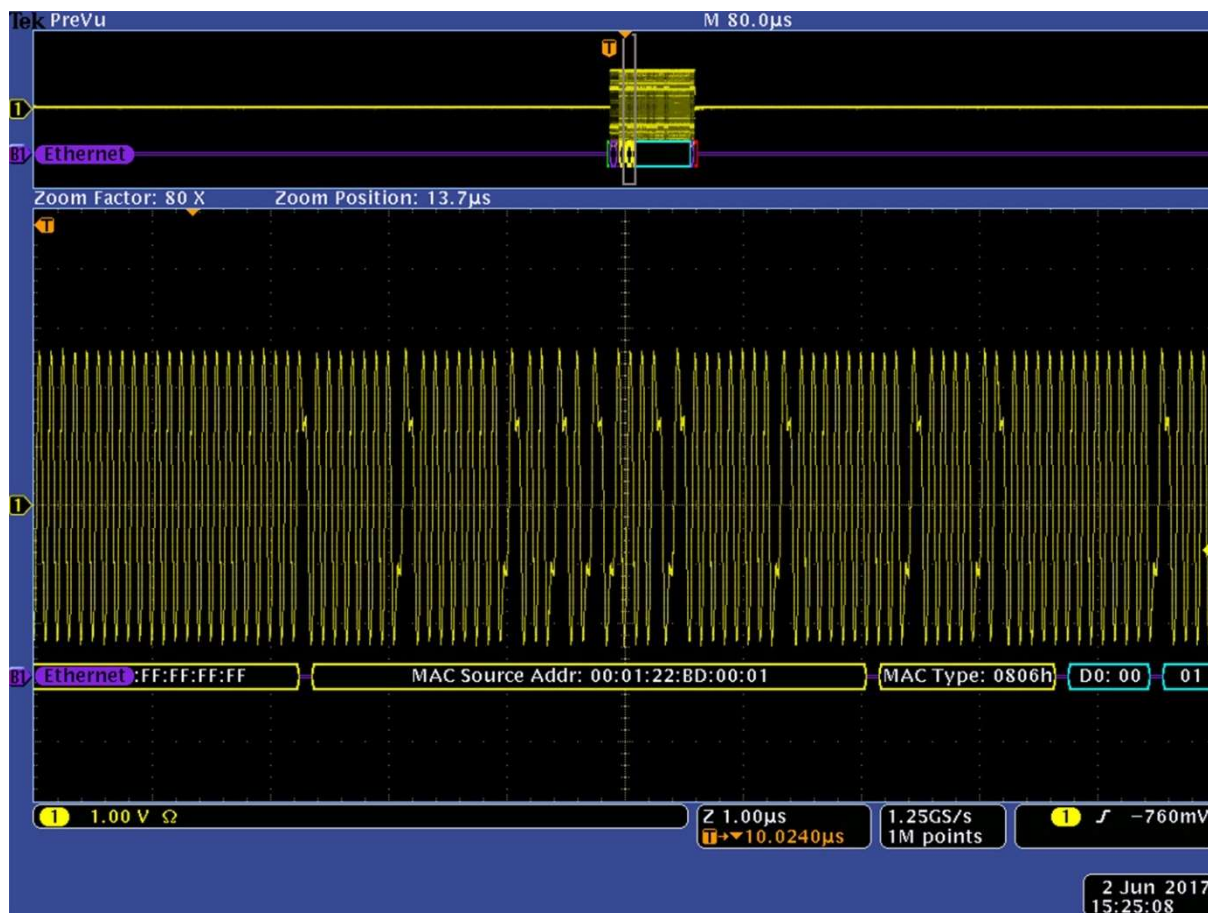 Tek PreVu M 80.0µs
T
1
B1 Ethernet
Zoom Factor: 80 X Zoom Position: 13.7µs
T
1
B1 Ethernet :FF:FF:FF:FF MAC Source Addr: 00:01:22:BD:00:01 MAC Type: 0806h D0: 00 01
1 1.00 V Ω Z 1.00µs 1.25GS/s 1 ∫ −760mV
T→▼10.0240µs 1M points
2 Jun 2017
15:25:08